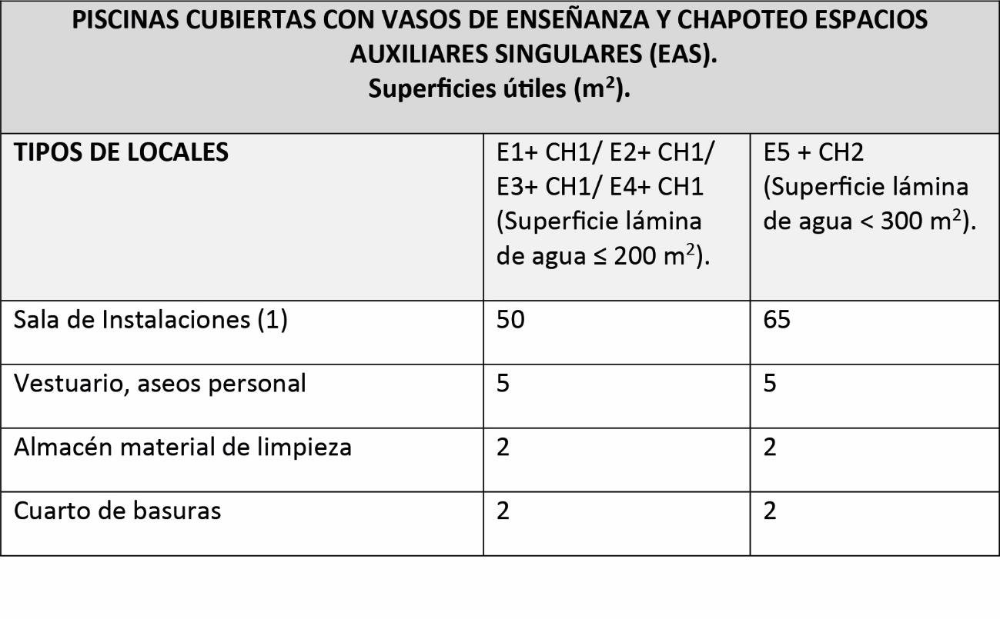 PISCINAS CUBIERTAS CON VASOS DE ENSEÑANZA Y CHAPOTEO ESPACIOS
AUXILIARES SINGULARES (EAS).
Superficies útiles (m²).
TIPOS DE LOCALES
E1+ CH1/ E2+ CH1/
E3+ CH1/ E4+ CH1
(Superficie lámina
de agua ≤ 200 m²).
E5 + CH2
(Superficie lámina
de agua < 300 m²).
Sala de Instalaciones (1)
50
65
Vestuario, aseos personal
5
5
Almacén material de limpieza
2
2
Cuarto de basuras
2
2